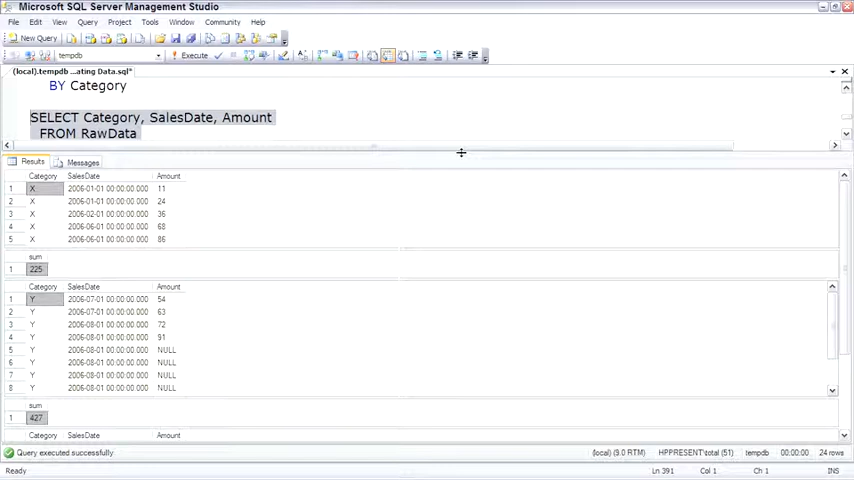 Microsoft SQL Server Management Studio
File Edit View Query Project Tools Window Community Help
New Query
tempdb Execute
(local).tempdb ...ating Data.sql*
BY Category
SELECT Category, SalesDate, Amount
FROM RawData
Results Messages
Category SalesDate Amount
1 X 2006-01-01 00:00:00.000 11
2 X 2006-01-01 00:00:00.000 24
3 X 2006-02-01 00:00:00.000 36
4 X 2006-06-01 00:00:00.000 68
5 X 2006-06-01 00:00:00.000 86
sum
1 225
Category SalesDate Amount
1 Y 2006-07-01 00:00:00.000 54
2 Y 2006-07-01 00:00:00.000 63
3 Y 2006-08-01 00:00:00.000 72
4 Y 2006-08-01 00:00:00.000 91
5 Y 2006-08-01 00:00:00.000 NULL
6 Y 2006-08-01 00:00:00.000 NULL
7 Y 2006-08-01 00:00:00.000 NULL
8 Y 2006-08-01 00:00:00.000 NULL
sum
1 427
Category SalesDate Amount
Query executed successfully (local) (9.0 RTM) HPPRESENT\total (51) tempdb 00:00:00 24 rows
Ready Ln 391 Col 1 Ch 1 INS